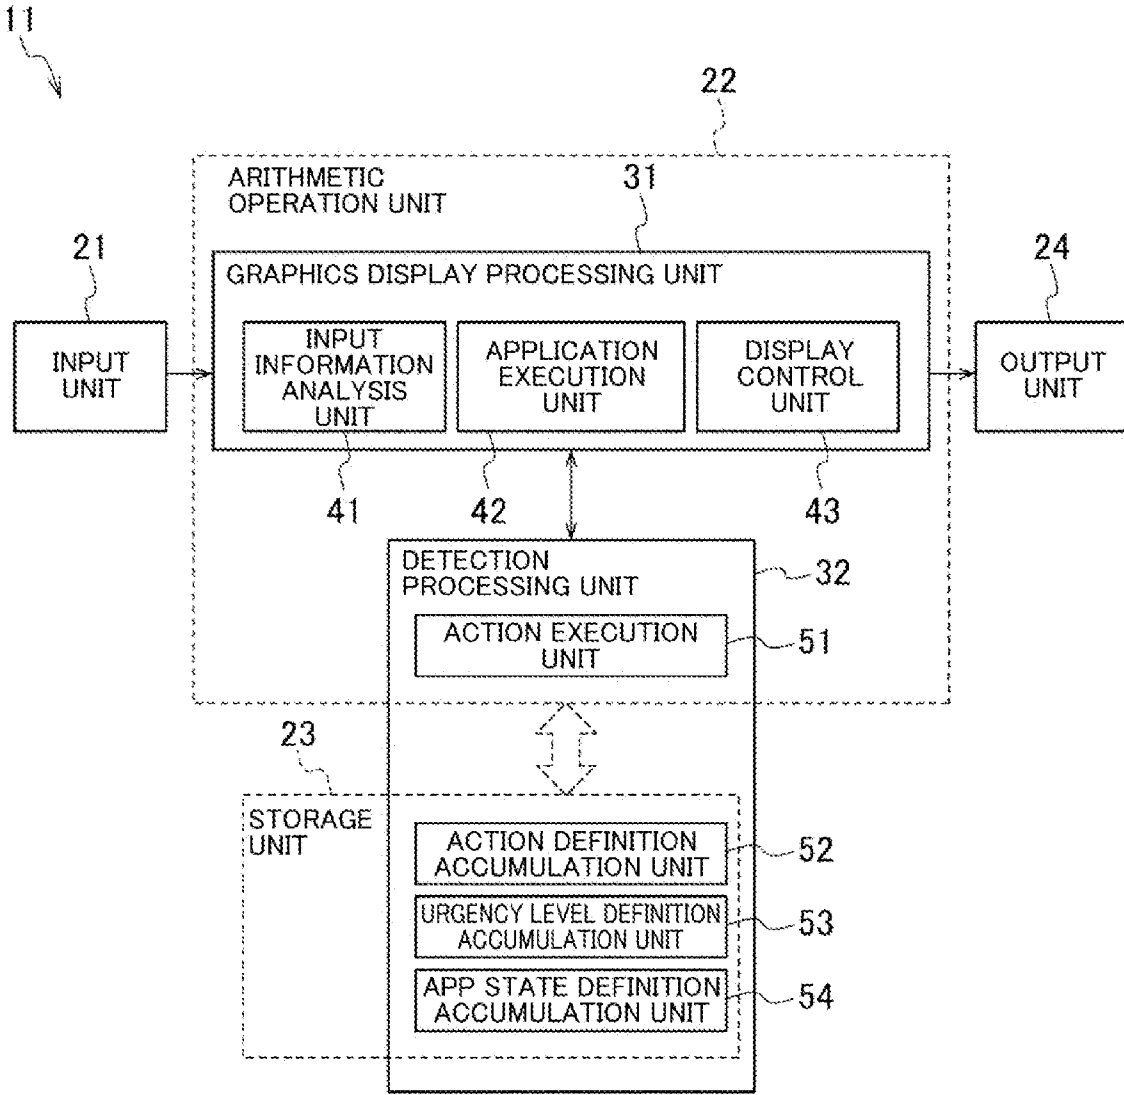 11
22
ARITHMETIC
OPERATION UNIT
31
21
24
GRAPHICS DISPLAY PROCESSING UNIT
INPUT
UNIT
INPUT
INFORMATION
ANALYSIS
UNIT
APPLICATION
EXECUTION
UNIT
DISPLAY
CONTROL
UNIT
OUTPUT
UNIT
41
42
43
DETECTION
PROCESSING UNIT
32
ACTION EXECUTION
UNIT
51
23
STORAGE
UNIT
ACTION DEFINITION
ACCUMULATION UNIT
52
URGENCY LEVEL DEFINITION
ACCUMULATION UNIT
53
APP STATE DEFINITION
ACCUMULATION UNIT
54